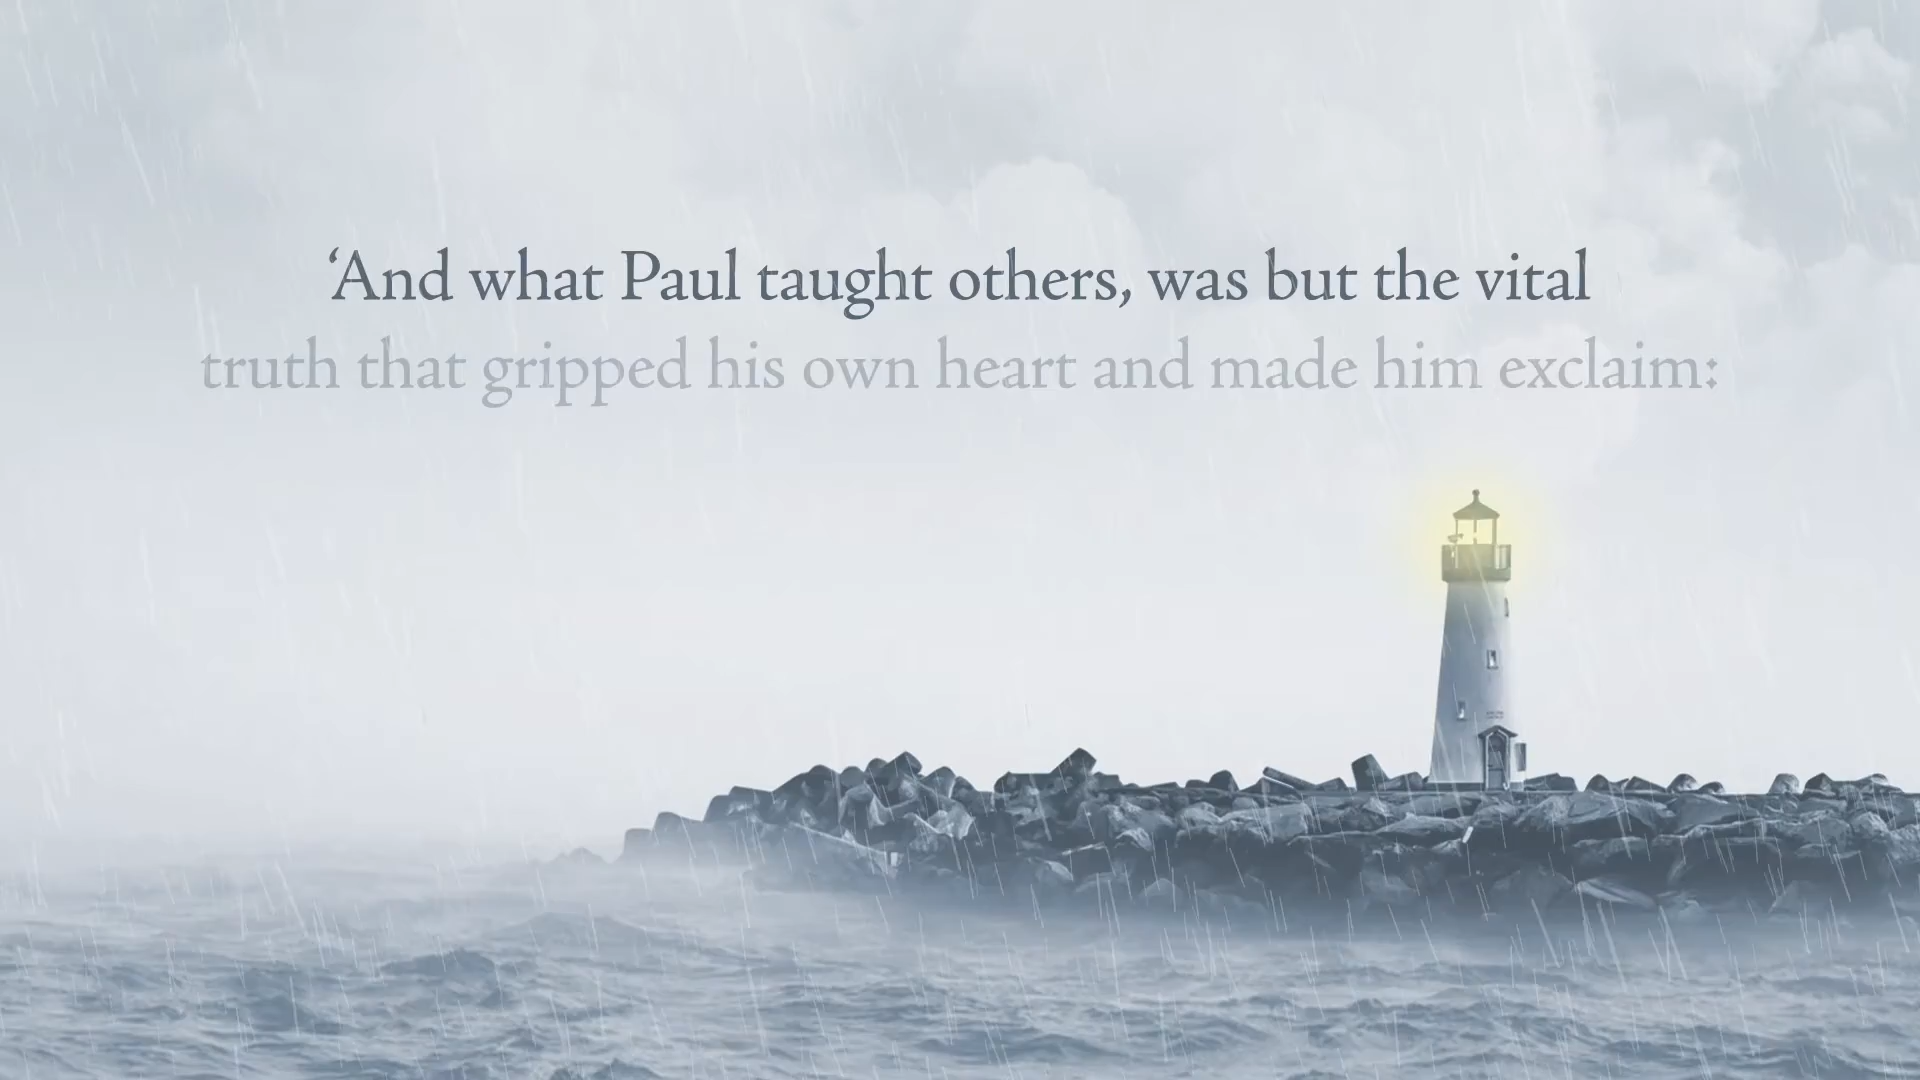 ‘And what Paul taught others, was but the vital
truth that gripped his own heart and made him exclaim: